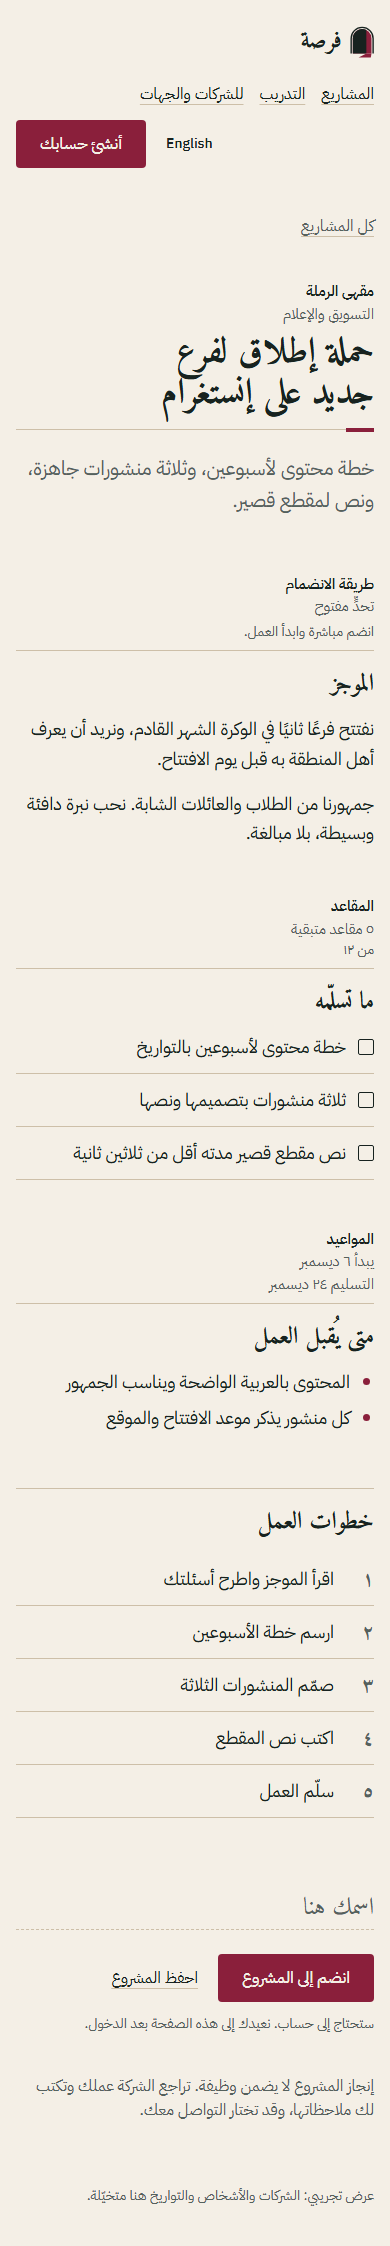 فرصة
المشاريع
التدريب
للشركات والجهات
English
أنشئ حسابك
كل المشاريع
مقهى الرملة
التسويق والإعلام
حملة إطلاق لفرع
جديد على إنستغرام
خطة محتوى لأسبوعين، وثلاثة منشورات جاهزة،
ونص لمقطع قصير.
طريقة الانضمام
تحدٍّ مفتوح
انضم مباشرة وابدأ العمل.
الموجز
نفتتح فرعًا ثانيًا في الوكرة الشهر القادم، ونريد أن يعرف
أهل المنطقة به قبل يوم الافتتاح.
جمهورنا من الطلاب والعائلات الشابة. نحب نبرة دافئة
وبسيطة، بلا مبالغة.
المقاعد
٥ مقاعد متبقية
من ١٢
ما تسلّمه
خطة محتوى لأسبوعين بالتواريخ
ثلاثة منشورات بتصميمها ونصها
نص مقطع قصير مدته أقل من ثلاثين ثانية
المواعيد
يبدأ ٦ ديسمبر
التسليم ٢٤ ديسمبر
متى يُقبل العمل
المحتوى بالعربية الواضحة ويناسب الجمهور
كل منشور يذكر موعد الافتتاح والموقع
خطوات العمل
١ اقرأ الموجز واطرح أسئلتك
٢ ارسم خطة الأسبوعين
٣ صمّم المنشورات الثلاثة
٤ اكتب نص المقطع
٥ سلّم العمل
اسمك هنا
انضم إلى المشروع
احفظ المشروع
ستحتاج إلى حساب. نعيدك إلى هذه الصفحة بعد الدخول.
إنجاز المشروع لا يضمن وظيفة. تراجع الشركة عملك وتكتب
لك ملاحظاتها، وقد تختار التواصل معك.
عرض تجريبي: الشركات والأشخاص والتواريخ هنا متخيّلة.